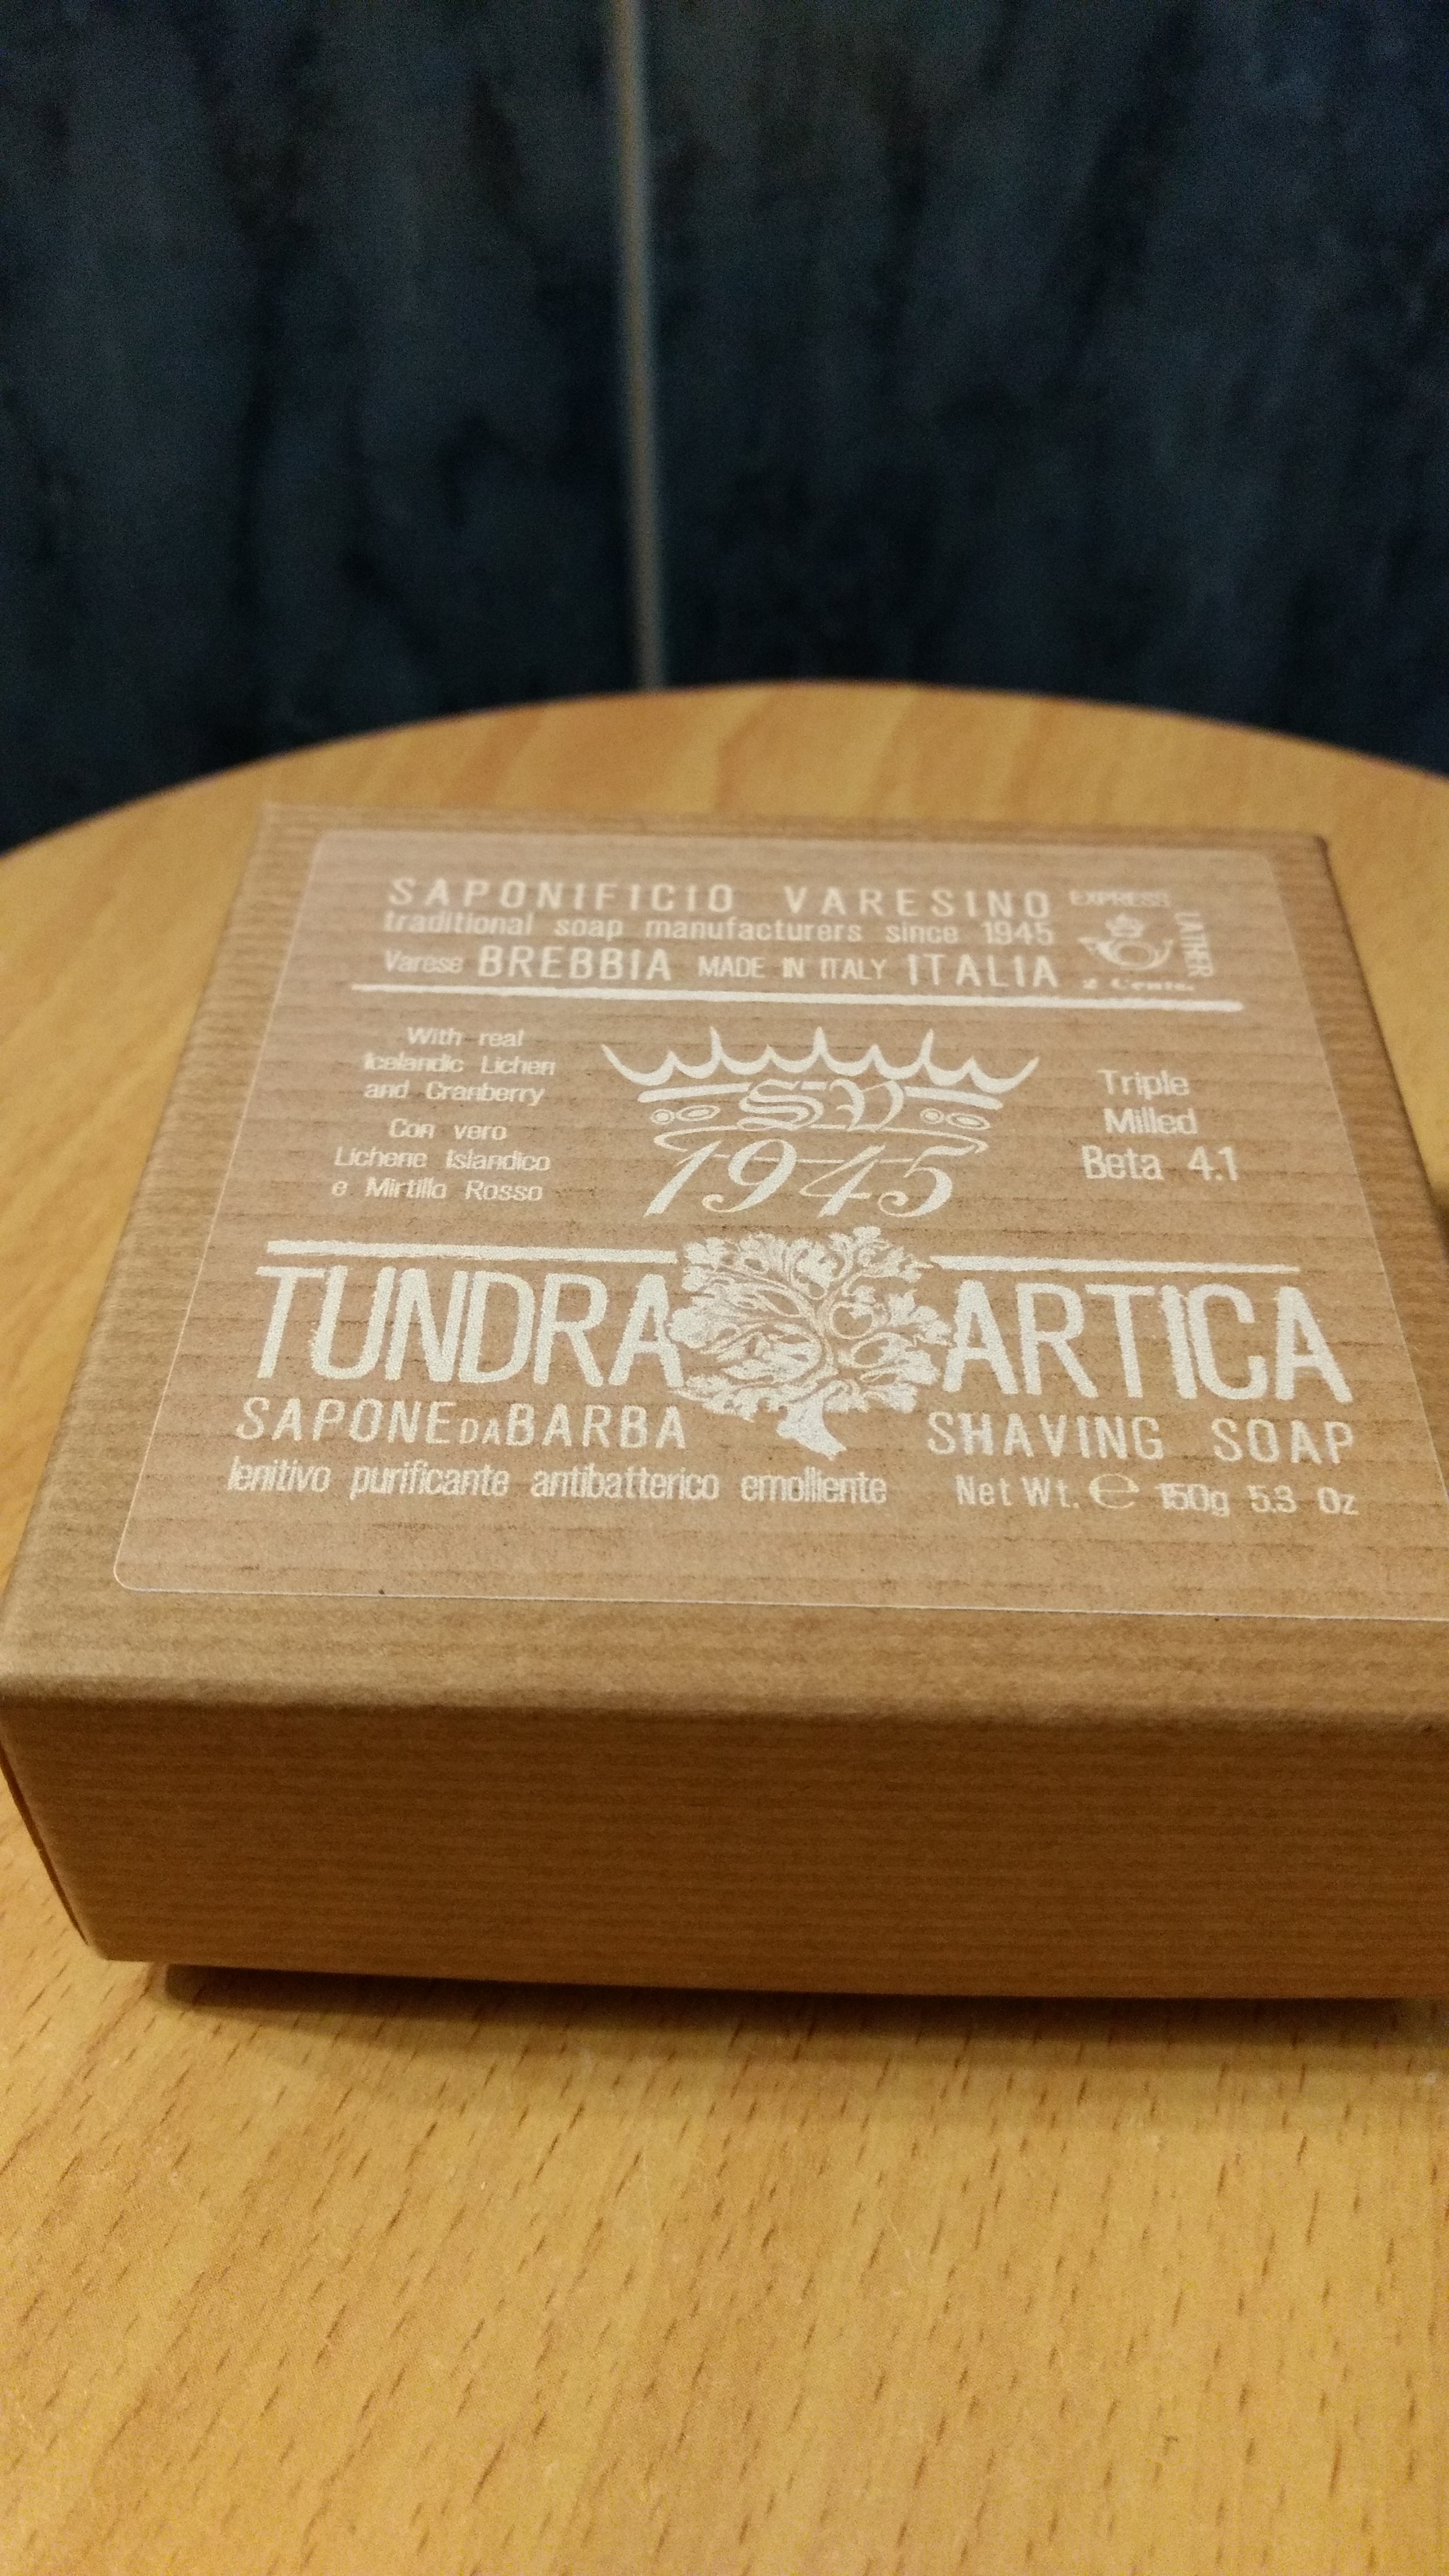 SAPONIFICIO VARESINO
traditional soap manufacturers since 1945
Varese BREBBIA MADE IN ITALY ITALIA
EXPRESS
LATHER
2 Cents.
With real
Icelandic Lichen
and Cranberry
Con vero
Lichene Islandico
e Mirtillo Rosso
SV
1945
Triple
Milled
Beta 4.1
TUNDRA ARTICA
SAPONE DA BARBA SHAVING SOAP
lenitivo purificante antibatterico emolliente Net Wt. ℮ 150g 5.3 Oz